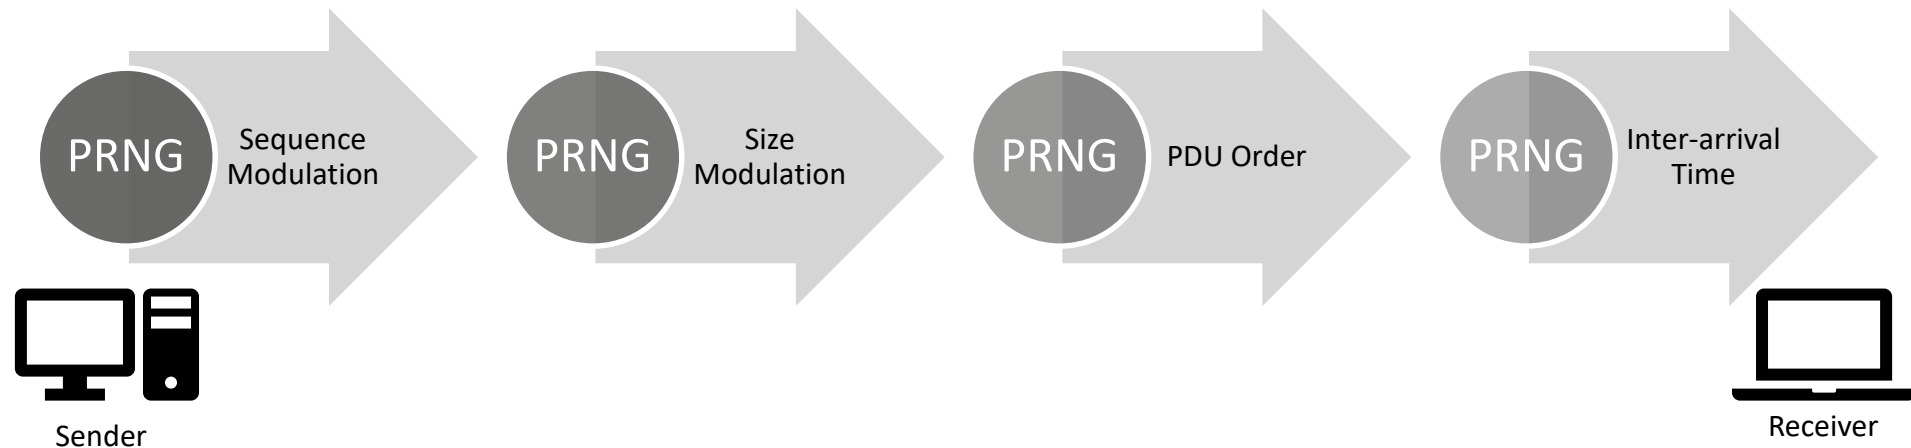 PRNG
Sequence
Modulation
PRNG
Size
Modulation
PRNG
PDU Order
PRNG
Inter-arrival
Time
Sender
Receiver